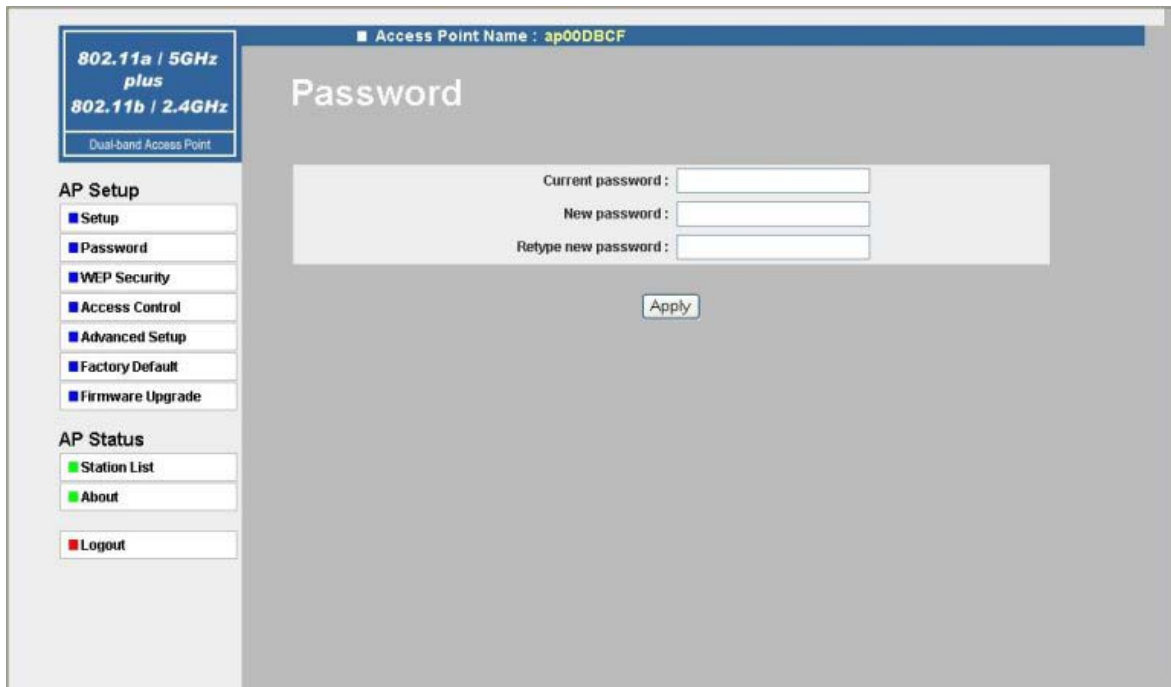 802.11a / 5GHz
plus
802.11b / 2.4GHz
Dual-band Access Point
Access Point Name : ap00DBCF
Password
Current password :
New password :
Retype new password :
Apply
AP Setup
Setup
Password
WEP Security
Access Control
Advanced Setup
Factory Default
Firmware Upgrade
AP Status
Station List
About
Logout